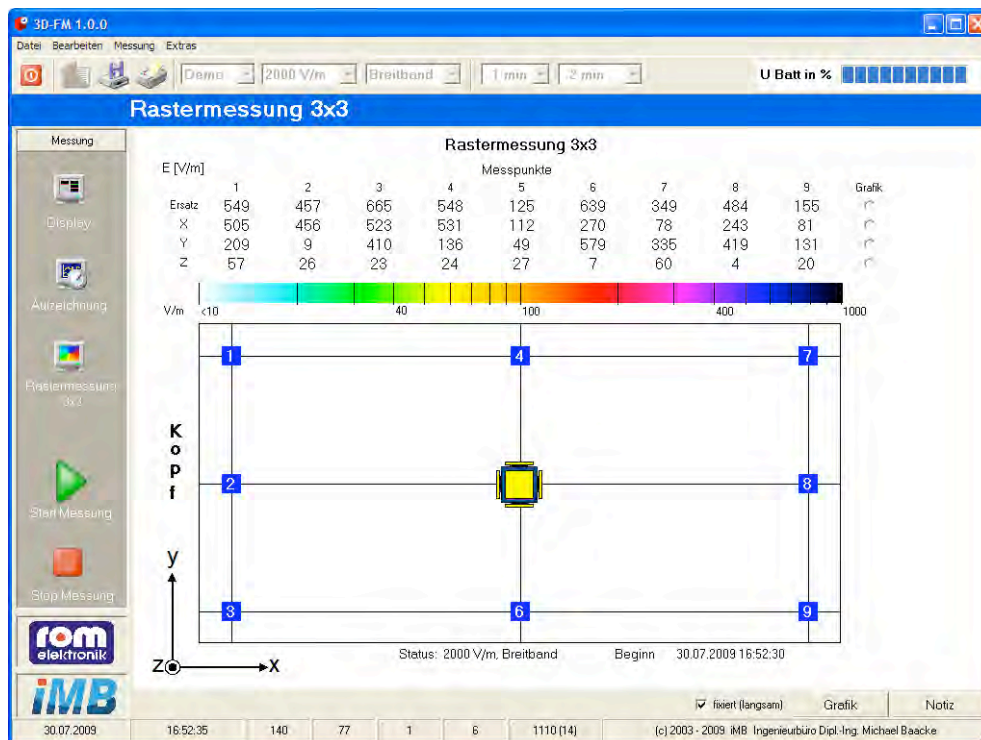 3D-FM 1.0.0
Datei Bearbeiten Messung Extras
Demo 2000 V/m Breitband 1 min 2 min U Batt in %
Rastermessung 3x3
Messung
Display
Aufzeichnung
Rastermessung
3x3
Start Messung
Stop Messung
rom
elektronik
iMB
Rastermessung 3x3
E [V/m] Messpunkte
1 2 3 4 5 6 7 8 9 Grafik
Ersatz 549 457 665 548 125 639 349 484 155
X 505 456 523 531 112 270 78 243 81
Y 209 9 410 136 49 579 335 419 131
Z 57 26 23 24 27 7 60 4 20
V/m <10 40 100 400 1000
1 4 7
Kopf
2 8
3 6 9
y
Z X
Status: 2000 V/m, Breitband Beginn 30.07.2009 16:52:30
fixiert (langsam) Grafik Notiz
30.07.2009 16:52:35 140 77 1 6 1110 (14) (c) 2003 - 2009 iMB Ingenieurbüro Dipl.-Ing. Michael Baacke